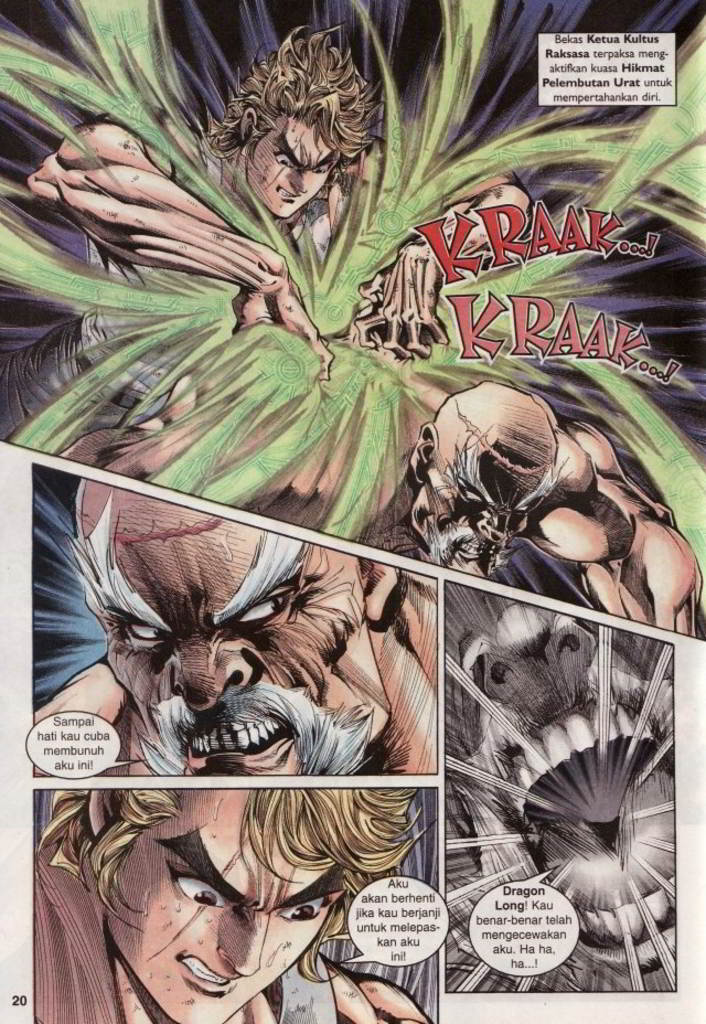 Bekas Ketua Kultus
Raksasa terpaksa meng-
aktifkan kuasa Hikmat
Pelembutan Urat untuk
mempertahankan diri.
KRAAK...!
KRAAK...!
Sampai
hati kau cuba
membunuh
aku ini!
Dragon
Long! Kau
benar-benar telah
mengecewakan
aku. Ha ha,
ha...!
Aku
akan berhenti
jika kau berjanji
untuk melepas-
kan aku
ini!
20